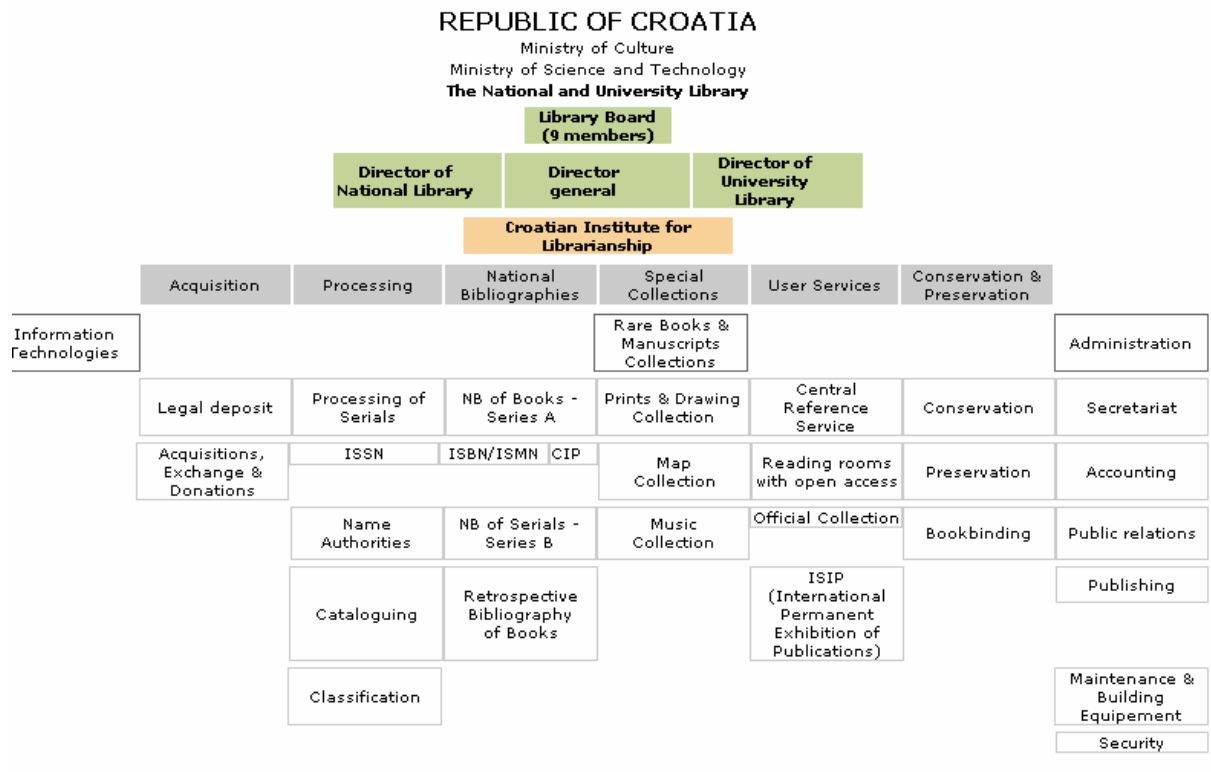 REPUBLIC OF CROATIA
Ministry of Culture
Ministry of Science and Technology
The National and University Library
Library Board
(9 members)
Director of
National Library
Director
general
Director of
University
Library
Croatian Institute for
Librarianship
Acquisition
Processing
National
Bibliographies
Special
Collections
User Services
Conservation &
Preservation
Information
Technologies
Rare Books &
Manuscripts
Collections
Administration
Legal deposit
Processing of
Serials
NB of Books -
Series A
Prints & Drawing
Collection
Central
Reference
Service
Conservation
Secretariat
Acquisitions,
Exchange &
Donations
ISSN
ISBN/ISMN
CIP
Map
Collection
Reading rooms
with open access
Preservation
Accounting
Name
Authorities
NB of Serials -
Series B
Music
Collection
Official Collection
Bookbinding
Public relations
Cataloguing
Retrospective
Bibliography
of Books
ISIP
(International
Permanent
Exhibition of
Publications)
Publishing
Classification
Maintenance &
Building
Equipement
Security